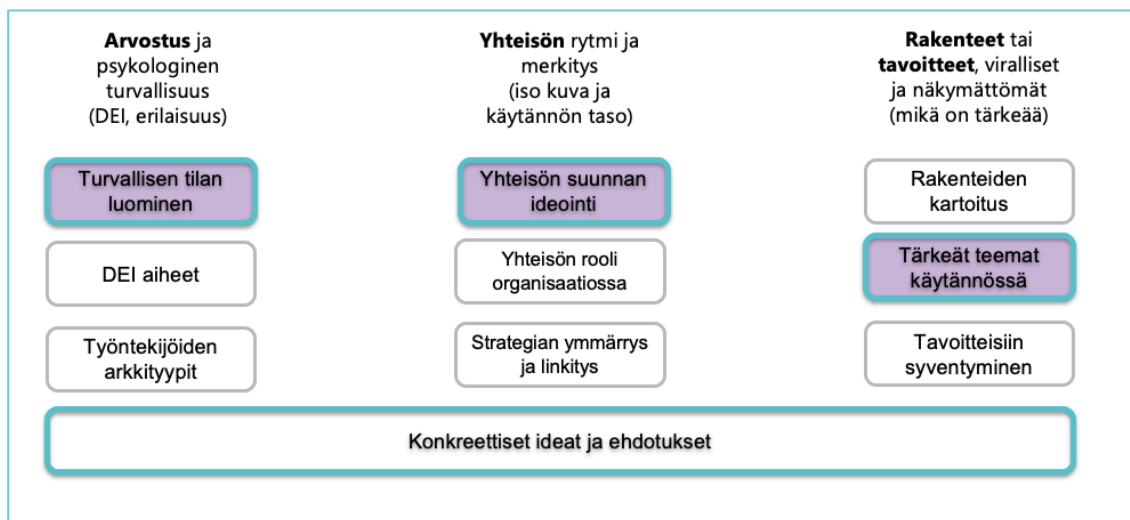 Arvostus ja
psykologinen
turvallisuus
(DEI, erilaisuus)
Turvallisen tilan
luominen
DEI aiheet
Työntekijöiden
arkkityypit
Yhteisön rytmi ja
merkitys
(iso kuva ja
käytännön taso)
Yhteisön suunnan
ideointi
Yhteisön rooli
organisaatiossa
Strategian ymmärrys
ja linkitys
Rakenteet tai
tavoitteet, viralliset
ja näkymättömät
(mikä on tärkeää)
Rakenteiden
kartoitus
Tärkeät teemat
käytännössä
Tavoitteisiin
syventyminen
Konkreettiset ideat ja ehdotukset